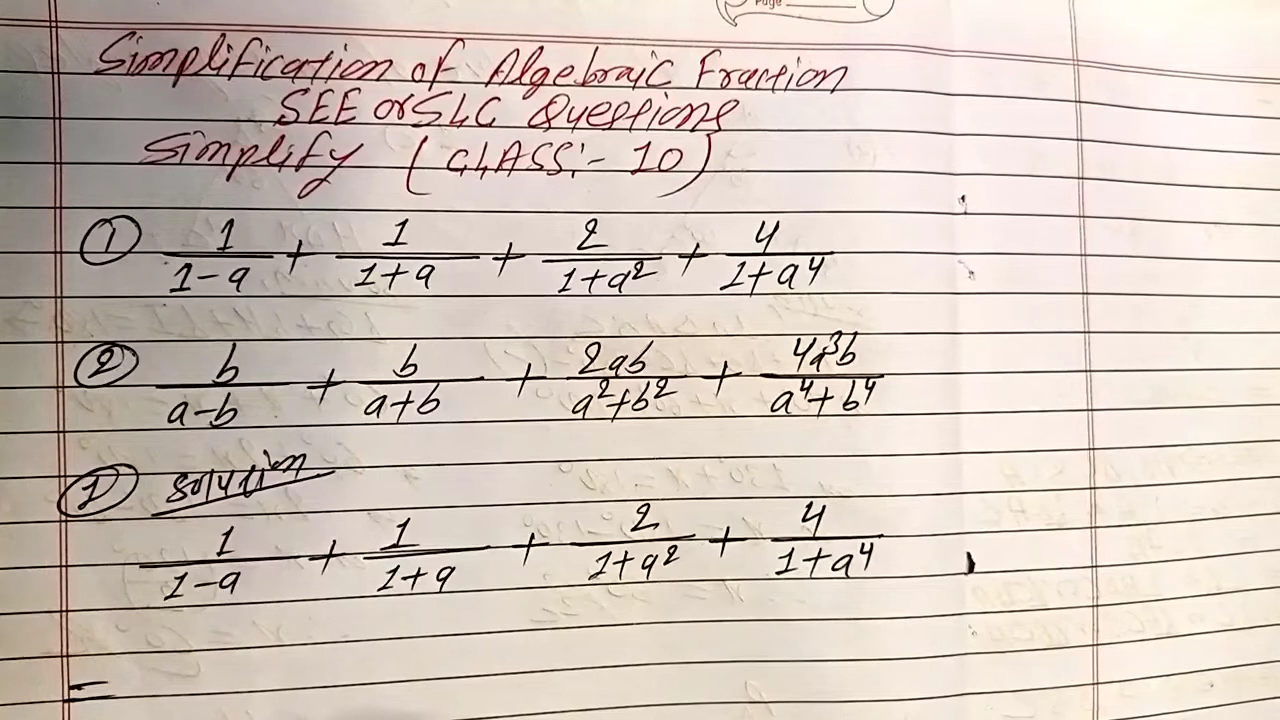 Page
Simplification of Algebraic Fraction
SEE or SLC Questions
Simplify (CLASS:- 10)
① 1/(1-a) + 1/(1+a) + 2/(1+a²) + 4/(1+a⁴)
② b/(a-b) + b/(a+b) + 2ab/(a²+b²) + 4a³b/(a⁴+b⁴)
① Solution
1/(1-a) + 1/(1+a) + 2/(1+a²) + 4/(1+a⁴)
=